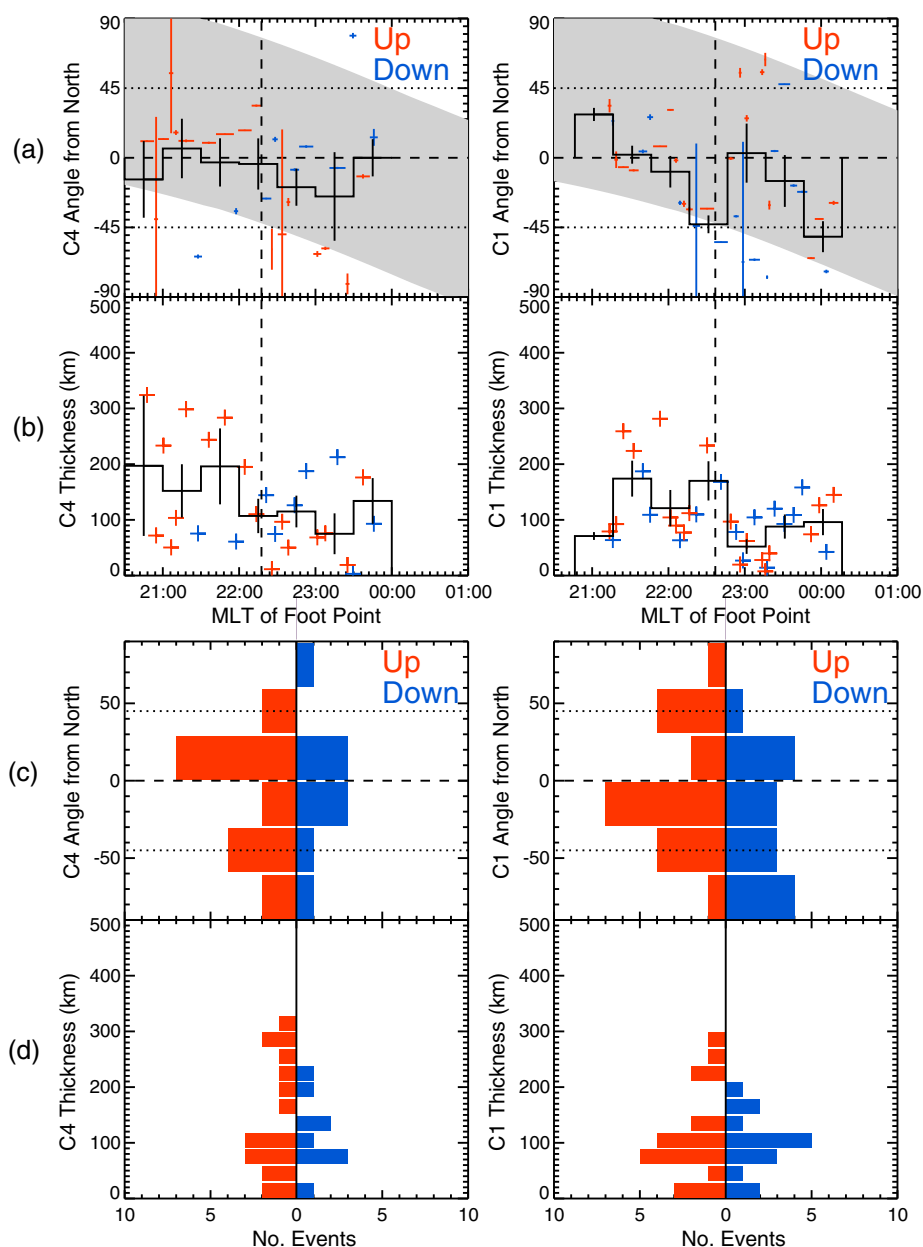 (a)
C4 Angle from North
90
45
0
-45
-90
Up
Down
C1 Angle from North
90
45
0
-45
-90
Up
Down
(b)
C4 Thickness (km)
500
400
300
200
100
0
21:00 22:00 23:00 00:00 01:00
MLT of Foot Point
C1 Thickness (km)
500
400
300
200
100
0
21:00 22:00 23:00 00:00 01:00
MLT of Foot Point
(c)
C4 Angle from North
50
0
-50
Up
Down
C1 Angle from North
50
0
-50
Up
Down
(d)
C4 Thickness (km)
500
400
300
200
100
0
10 5 0 5 10
No. Events
C1 Thickness (km)
500
400
300
200
100
0
10 5 0 5 10
No. Events